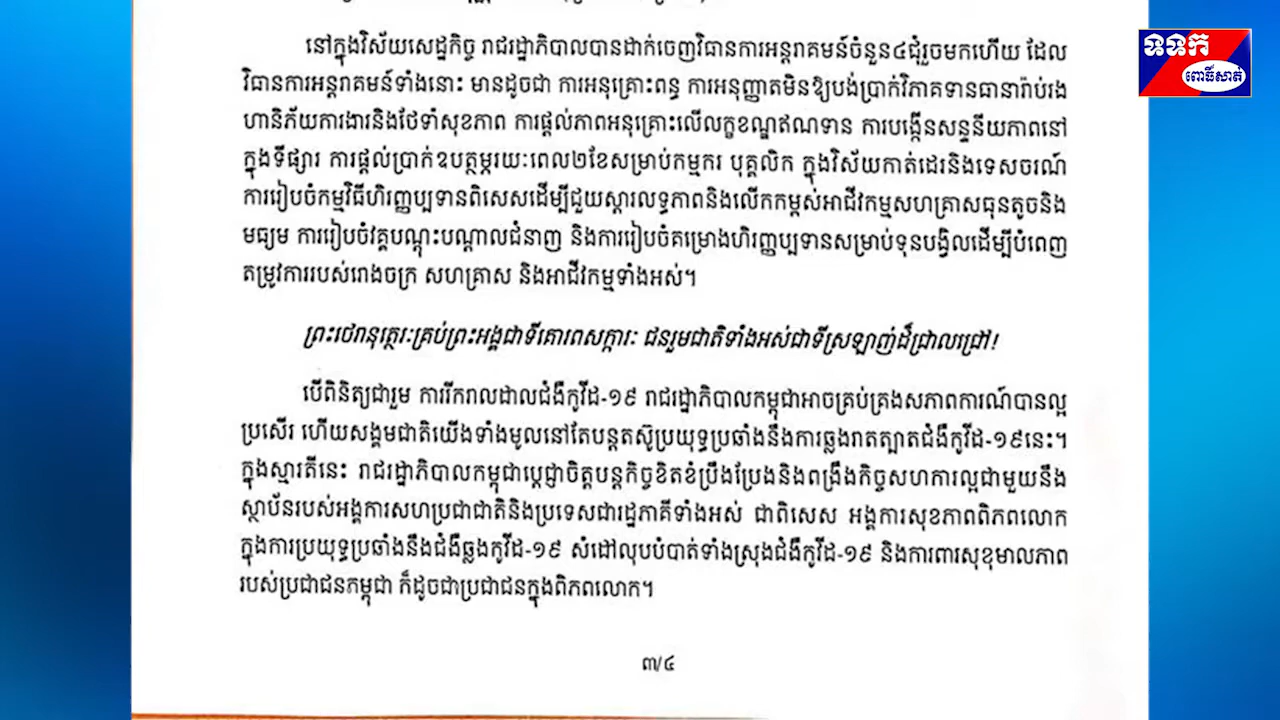 ទទក
ពោធិ៍សាត់
នៅក្នុងវិស័យសេដ្ឋកិច្ច រាជរដ្ឋាភិបាលបានដាក់ចេញវិធានការអន្តរាគមន៍ចំនួន៤ជុំរួចមកហើយ ដែល
វិធានការអន្តរាគមន៍ទាំងនោះ មានដូចជា ការអនុគ្រោះពន្ធ ការអនុញ្ញាតមិនឱ្យបង់ប្រាក់វិភាគទានធានារ៉ាប់រង
ហានិភ័យការងារនិងថែទាំសុខភាព ការផ្តល់ភាពអនុគ្រោះលើលក្ខខណ្ឌឥណទាន ការបង្កើនសន្ទនីយភាពនៅ
ក្នុងទីផ្សារ ការផ្តល់ប្រាក់ឧបត្ថម្ភរយៈពេល២ខែសម្រាប់កម្មករ បុគ្គលិក ក្នុងវិស័យកាត់ដេរនិងទេសចរណ៍
ការរៀបចំកម្មវិធីហិរញ្ញប្បទានពិសេសដើម្បីជួយស្តារលទ្ធភាពនិងលើកកម្ពស់អាជីវកម្មសហគ្រាសធុនតូចនិង
មធ្យម ការរៀបចំវគ្គបណ្តុះបណ្តាលជំនាញ និងការរៀបចំគម្រោងហិរញ្ញប្បទានសម្រាប់ទុនបង្វិលដើម្បីបំពេញ
តម្រូវការរបស់រោងចក្រ សហគ្រាស និងអាជីវកម្មទាំងអស់។
ព្រះថេរានុត្ថេរៈគ្រប់ព្រះអង្គជាទីគោរពសក្ការៈ ជនរួមជាតិទាំងអស់ជាទីស្រឡាញ់ដ៏ជ្រាលជ្រៅ!
បើពិនិត្យជារួម ការរីករាលដាលជំងឺកូវីដ-១៩ រាជរដ្ឋាភិបាលកម្ពុជាអាចគ្រប់គ្រងសភាពការណ៍បានល្អ
ប្រសើរ ហើយសង្គមជាតិយើងទាំងមូលនៅតែបន្តតស៊ូប្រយុទ្ធប្រឆាំងនឹងការឆ្លងរាតត្បាតជំងឺកូវីដ-១៩នេះ។
ក្នុងស្មារតីនេះ រាជរដ្ឋាភិបាលកម្ពុជាប្តេជ្ញាចិត្តបន្តកិច្ចខិតខំប្រឹងប្រែងនិងពង្រឹងកិច្ចសហការល្អជាមួយនឹង
ស្ថាប័នរបស់អង្គការសហប្រជាជាតិនិងប្រទេសជារដ្ឋភាគីទាំងអស់ ជាពិសេស អង្គការសុខភាពពិភពលោក
ក្នុងការប្រយុទ្ធប្រឆាំងនឹងជំងឺឆ្លងកូវីដ-១៩ សំដៅលុបបំបាត់ទាំងស្រុងជំងឺកូវីដ-១៩ និងការពារសុខុមាលភាព
របស់ប្រជាជនកម្ពុជា ក៏ដូចជាប្រជាជនក្នុងពិភពលោក។
៣/៤